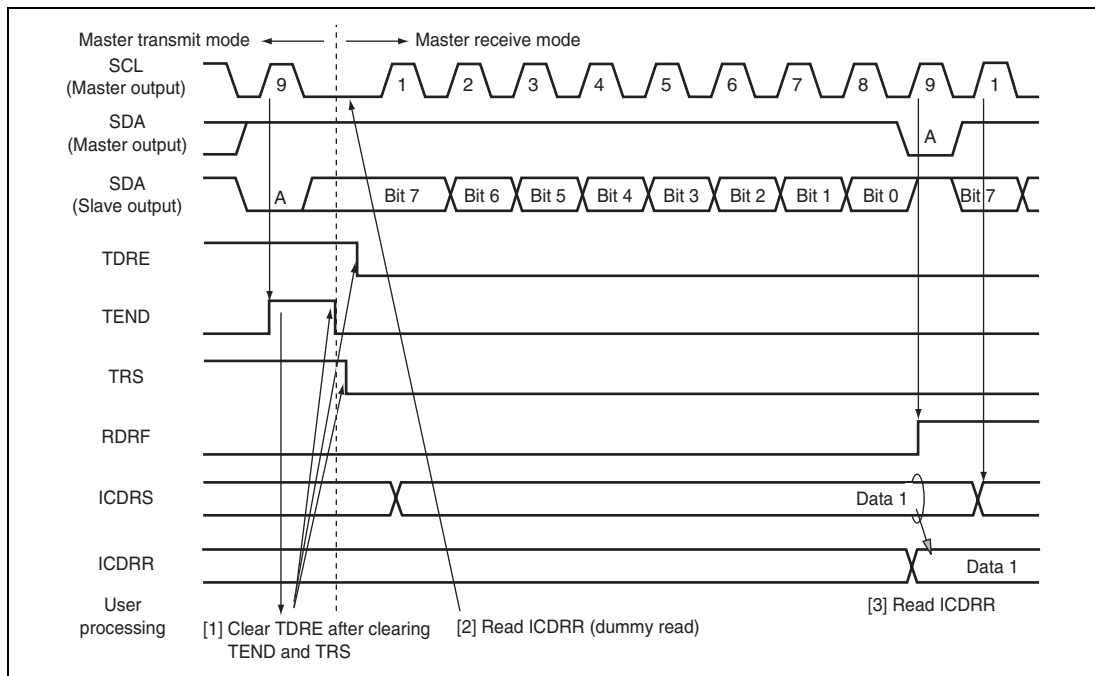 Master transmit mode
Master receive mode
SCL
(Master output)
9
1
2
3
4
5
6
7
8
9
1
SDA
(Master output)
A
SDA
(Slave output)
A
Bit 7
Bit 6
Bit 5
Bit 4
Bit 3
Bit 2
Bit 1
Bit 0
Bit 7
TDRE
TEND
TRS
RDRF
ICDRS
Data 1
ICDRR
Data 1
User
processing
[1] Clear TDRE after clearing
TEND and TRS
[2] Read ICDRR (dummy read)
[3] Read ICDRR